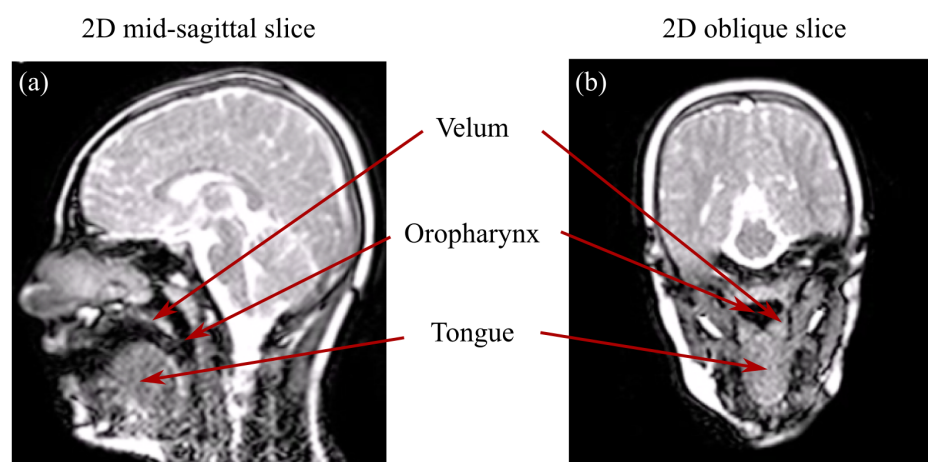 2D mid-sagittal slice
2D oblique slice
(a)
(b)
Velum
Oropharynx
Tongue